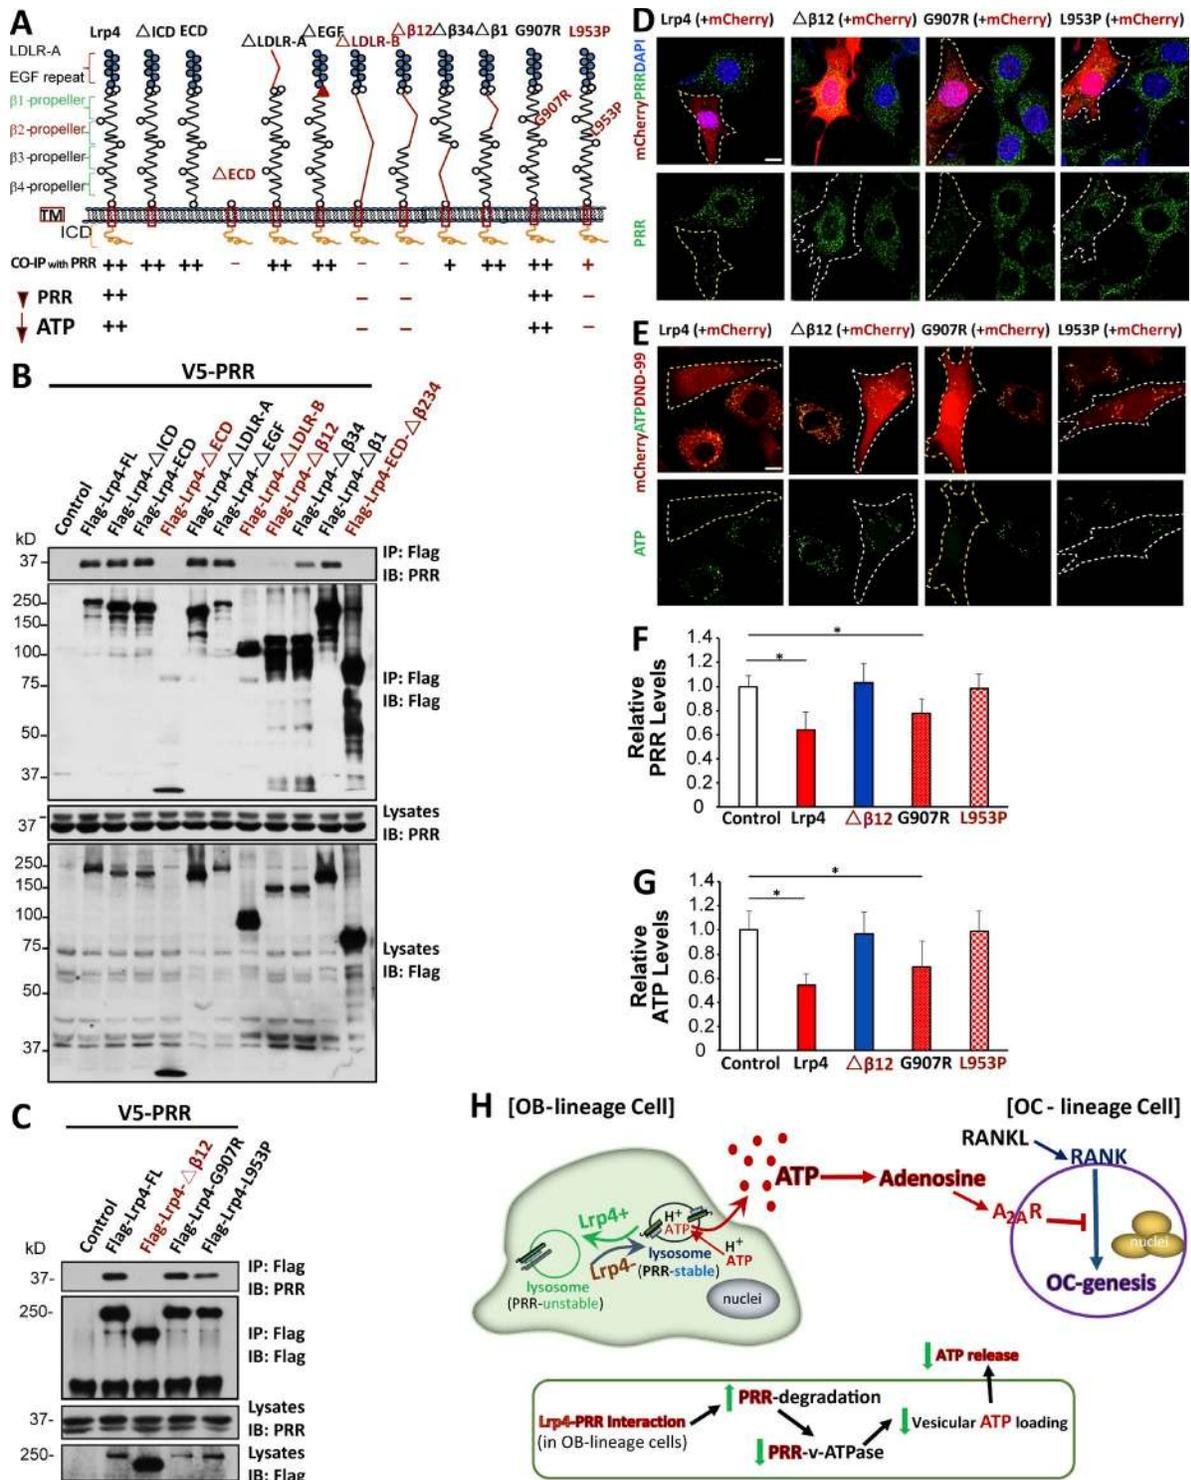 A
Lrp4 △ICD ECD △LDLR-A △EGF △LDLR-B △β12 △β34 △β1 G907R L953P
LDLR-A
EGF repeat
β1-propeller
β2-propeller
β3-propeller
β4-propeller
△ECD
G907R
L953P
TM
ICD
CO-IP with PRR ++ ++ ++ − ++ ++ − − + ++ ++ +
PRR ++ − − ++ −
ATP ++ − − ++ −
B
V5-PRR
Control
Flag-Lrp4-FL
Flag-Lrp4-△ICD
Flag-Lrp4-ECD
Flag-Lrp4-△ECD
Flag-Lrp4-△LDLR-A
Flag-Lrp4-△EGF
Flag-Lrp4-△LDLR-B
Flag-Lrp4-△β12
Flag-Lrp4-△β34
Flag-Lrp4-△β1
Flag-Lrp4-ECD-△β234
kD
37
IP: Flag
IB: PRR
250
150
100
75
50
37
IP: Flag
IB: Flag
37
Lysates
IB: PRR
250
150
100
75
50
37
Lysates
IB: Flag
C
V5-PRR
Control
Flag-Lrp4-FL
Flag-Lrp4-△β12
Flag-Lrp4-G907R
Flag-Lrp4-L953P
kD
37-
IP: Flag
IB: PRR
250-
IP: Flag
IB: Flag
37-
Lysates
IB: PRR
250-
Lysates
IB: Flag
D
Lrp4 (+mCherry) △β12 (+mCherry) G907R (+mCherry) L953P (+mCherry)
mCherryPRRDAPI
PRR
E
Lrp4 (+mCherry) △β12 (+mCherry) G907R (+mCherry) L953P (+mCherry)
mCherryATPDND-99
ATP
F
Relative
PRR Levels
1.4
1.2
1.0
0.8
0.6
0.4
0.2
0
*
*
Control Lrp4 △β12 G907R L953P
G
Relative
ATP Levels
1.4
1.2
1.0
0.8
0.6
0.4
0.2
0
*
*
Control Lrp4 △β12 G907R L953P
H
[OB-lineage Cell]
[OC - lineage Cell]
RANKL
RANK
ATP
Adenosine
A2AR
nuclei
OC-genesis
Lrp4+
Lrp4-
H+
ATP
H+
ATP
lysosome
(PRR-stable)
lysosome
(PRR-unstable)
nuclei
ATP release
Lrp4-PRR Interaction
(in OB-lineage cells)
PRR-degradation
PRR-v-ATPase
Vesicular ATP loading